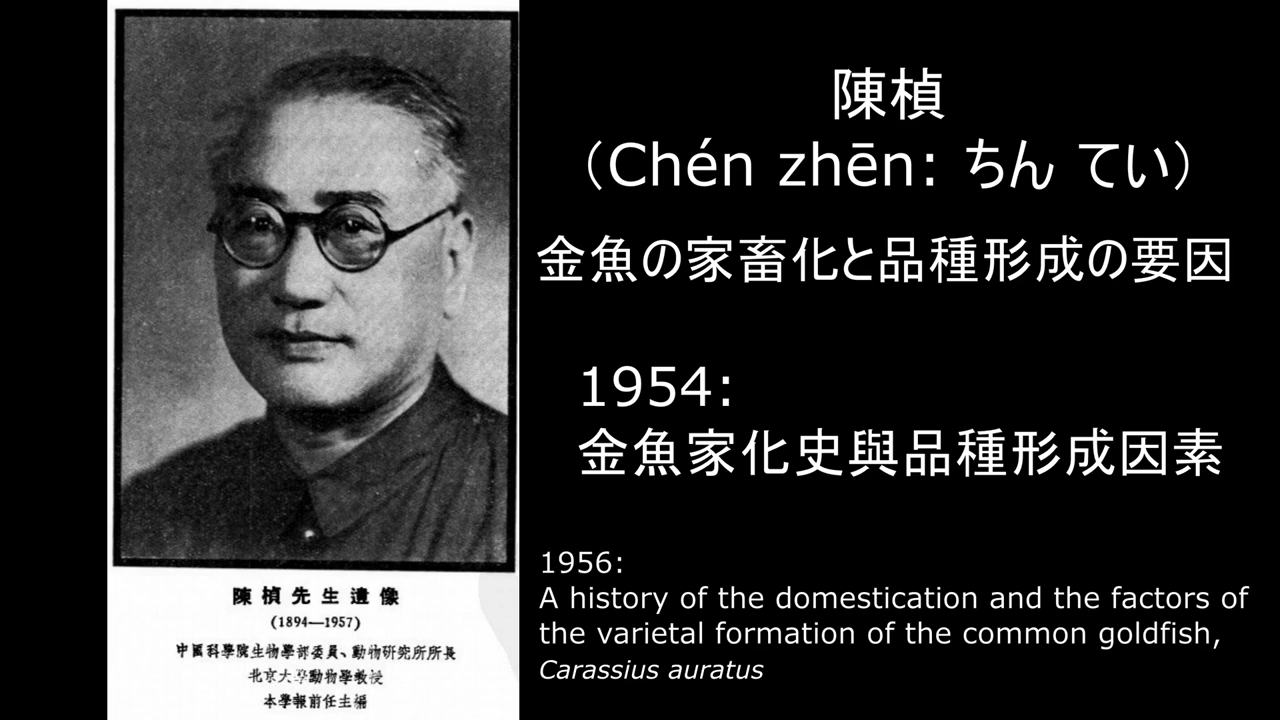 陳楨先生遺像
(1894—1957)
中國科學院生物學部委員、動物研究所所長
北京大學動物學教授
本學報前任主編
陳楨
（Chén zhēn: ちん てい）
金魚の家畜化と品種形成の要因
1954:
金魚家化史與品種形成因素
1956:
A history of the domestication and the factors of
the varietal formation of the common goldfish,
Carassius auratus